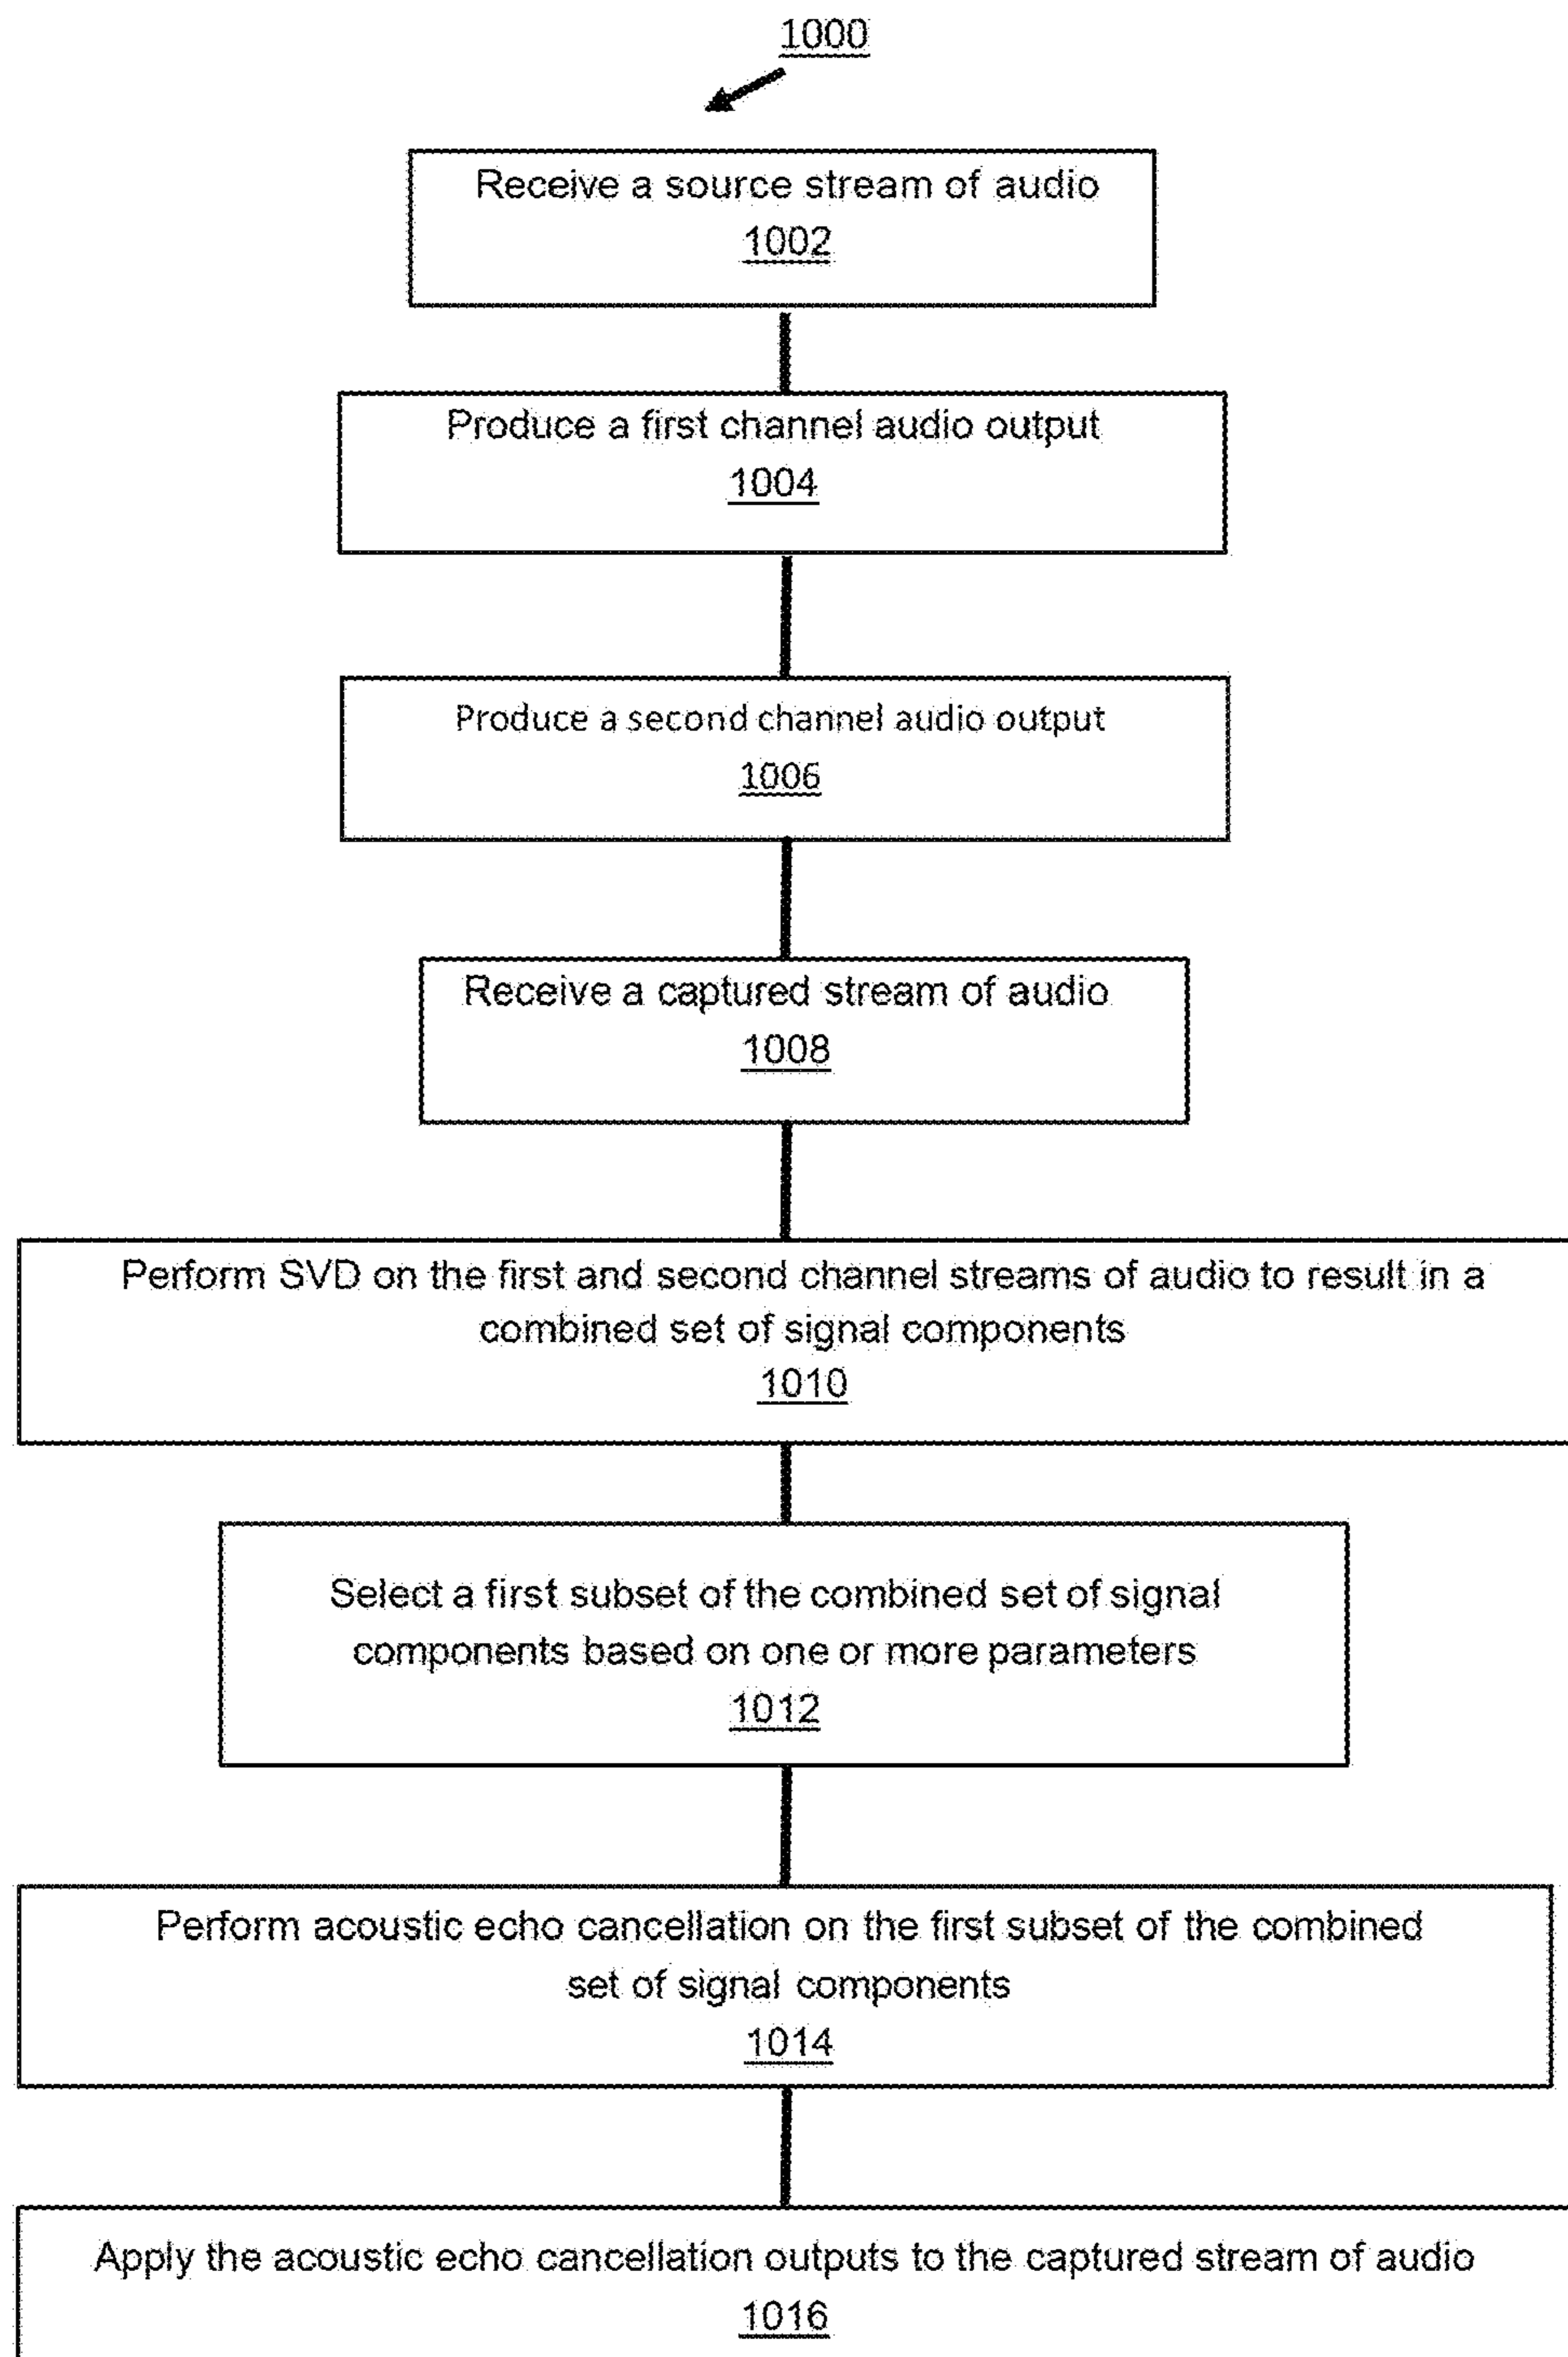 1000
Receive a source stream of audio
1002
Produce a first channel audio output
1004
Produce a second channel audio output
1006
Receive a captured stream of audio
1008
Perform SVD on the first and second channel streams of audio to result in a
combined set of signal components
1010
Select a first subset of the combined set of signal
components based on one or more parameters
1012
Perform acoustic echo cancellation on the first subset of the combined
set of signal components
1014
Apply the acoustic echo cancellation outputs to the captured stream of audio
1016